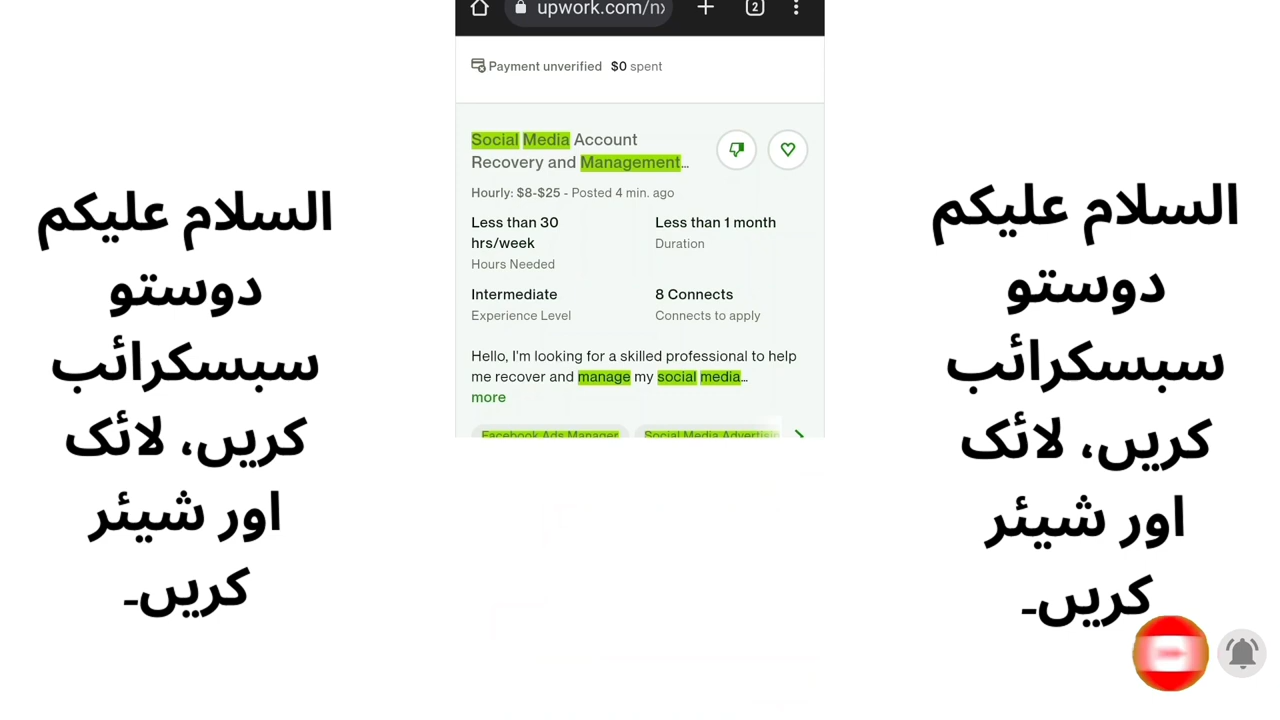 السلام علیکم
دوستو
سبسکرائب
کریں، لائک
اور شیئر
کریں۔
upwork.com/nx
2
Payment unverified $0 spent
Social Media Account
Recovery and Management...
Hourly: $8-$25 - Posted 4 min. ago
Less than 30
hrs/week
Hours Needed
Less than 1 month
Duration
Intermediate
Experience Level
8 Connects
Connects to apply
Hello, I'm looking for a skilled professional to help
me recover and manage my social media...
more
Facebook Ads Manager
Social Media Advertisin
السلام علیکم
دوستو
سبسکرائب
کریں، لائک
اور شیئر
کریں۔